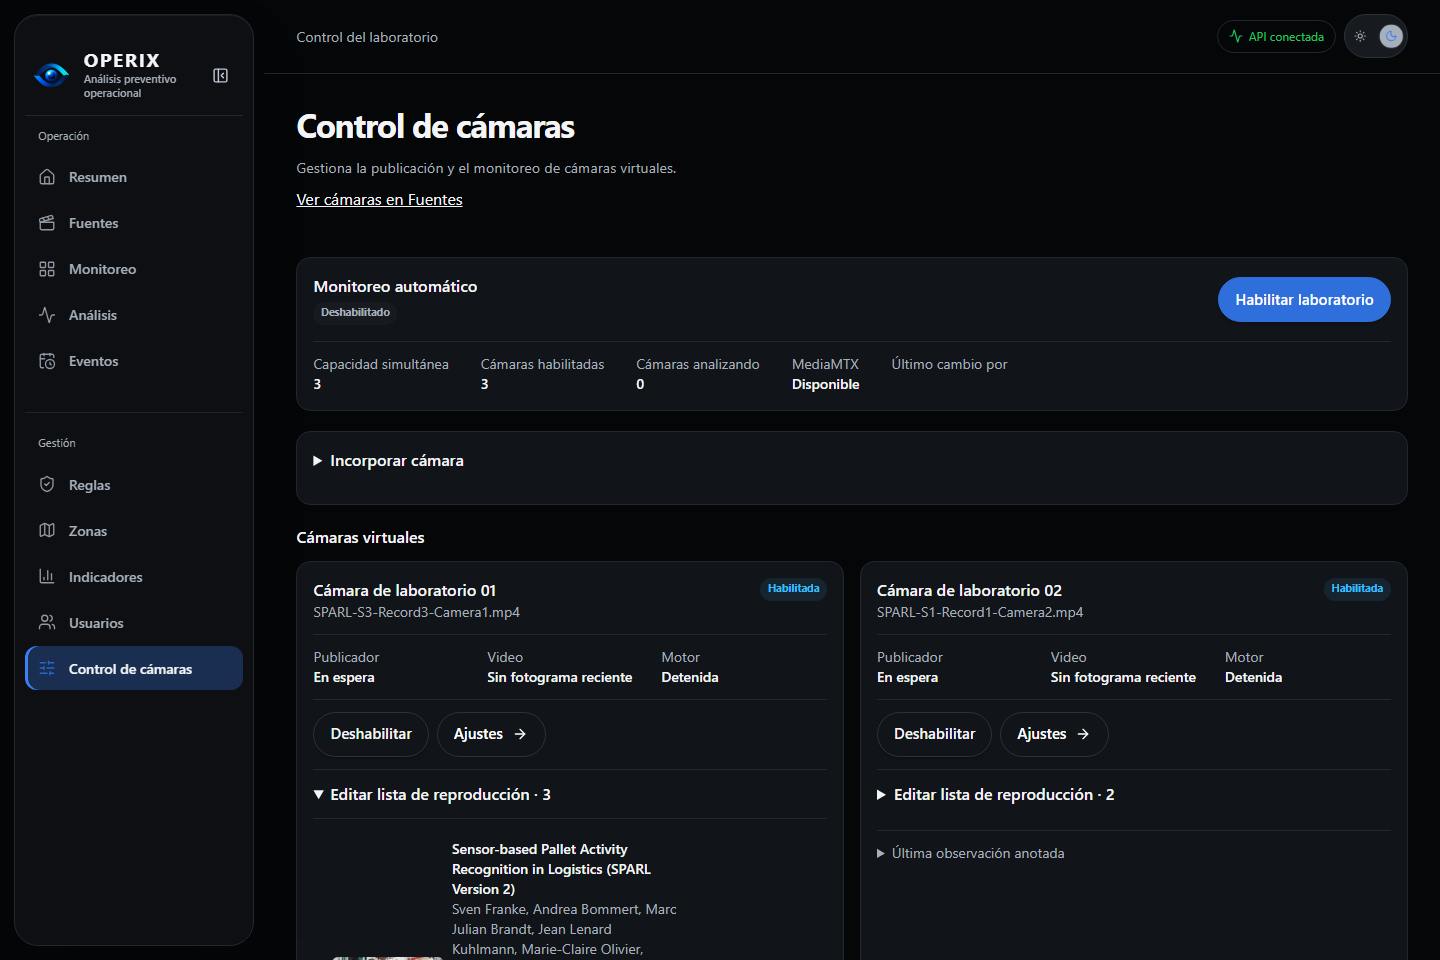 OPERIX
Análisis preventivo
operacional
Operación
Resumen
Fuentes
Monitoreo
Análisis
Eventos
Gestión
Reglas
Zonas
Indicadores
Usuarios
Control de cámaras
Control del laboratorio
API conectada
Control de cámaras
Gestiona la publicación y el monitoreo de cámaras virtuales.
Ver cámaras en Fuentes
Monitoreo automático
Deshabilitado
Habilitar laboratorio
Capacidad simultánea
3
Cámaras habilitadas
3
Cámaras analizando
0
MediaMTX
Disponible
Último cambio por
Incorporar cámara
Cámaras virtuales
Cámara de laboratorio 01
Habilitada
SPARL-S3-Record3-Camera1.mp4
Publicador
En espera
Video
Sin fotograma reciente
Motor
Detenida
Deshabilitar
Ajustes →
Editar lista de reproducción · 3
Sensor-based Pallet Activity
Recognition in Logistics (SPARL
Version 2)
Sven Franke, Andrea Bommert, Marc
Julian Brandt, Jean Lenard
Kuhlmann, Marie-Claire Olivier,
Cámara de laboratorio 02
Habilitada
SPARL-S1-Record1-Camera2.mp4
Publicador
En espera
Video
Sin fotograma reciente
Motor
Detenida
Deshabilitar
Ajustes →
Editar lista de reproducción · 2
Última observación anotada